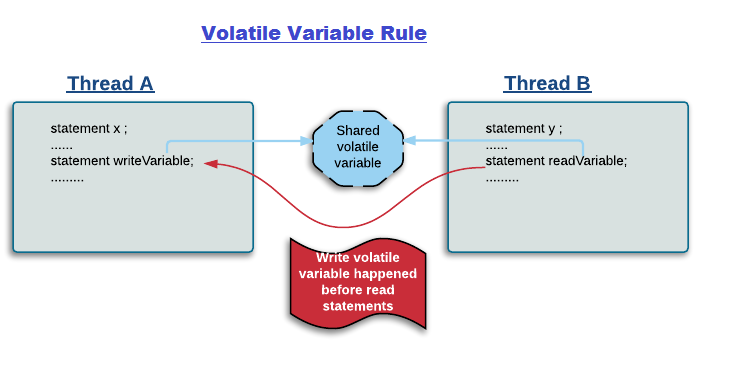 Volatile Variable Rule
Thread A
statement x ;
......
statement writeVariable;
.........
Shared
volatile
variable
Thread B
statement y ;
......
statement readVariable;
.........
Write volatile
variable happened
before read
statements